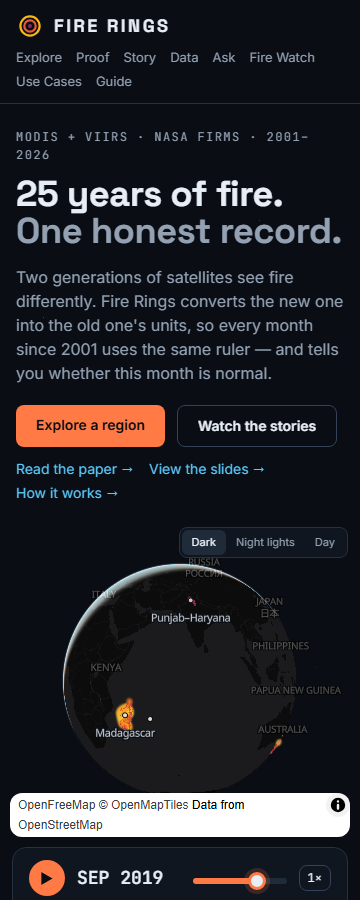 FIRE RINGS
Explore Proof Story Data Ask Fire Watch
Use Cases Guide
MODIS + VIIRS · NASA FIRMS · 2001–
2026
25 years of fire.
One honest record.
Two generations of satellites see fire
differently. Fire Rings converts the new one
into the old one's units, so every month
since 2001 uses the same ruler — and tells
you whether this month is normal.
Explore a region Watch the stories
Read the paper → View the slides →
How it works →
Dark Night lights Day
RUSSIA
РОССИЯ
ITALY
JAPAN
日本
Punjab–Haryana
PHILIPPINES
KENYA
PAPUA NEW GUINEA
AUSTRALIA
Madagascar
OpenFreeMap © OpenMapTiles Data from
OpenStreetMap
SEP 2019 1×